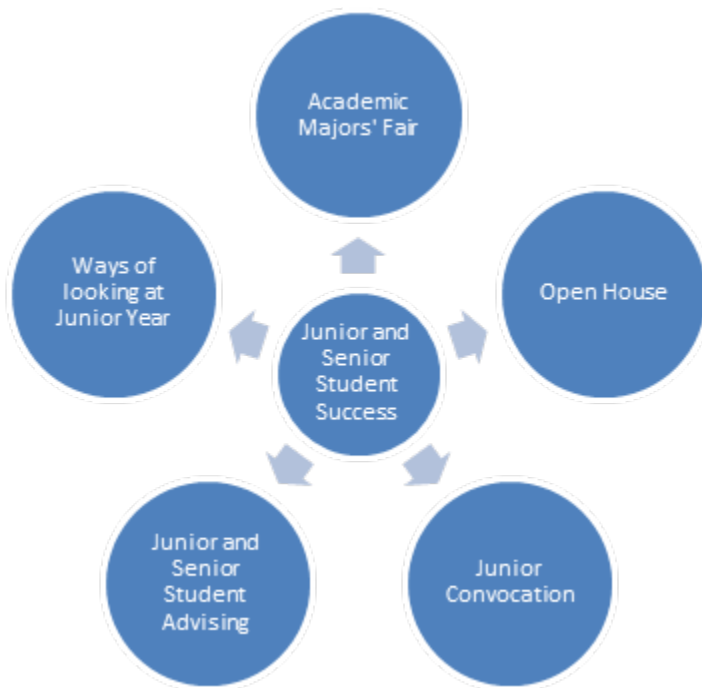 Academic
Majors' Fair
Ways of
looking at
Junior Year
Open House
Junior and
Senior
Student
Success
Junior and
Senior
Student
Advising
Junior
Convocation